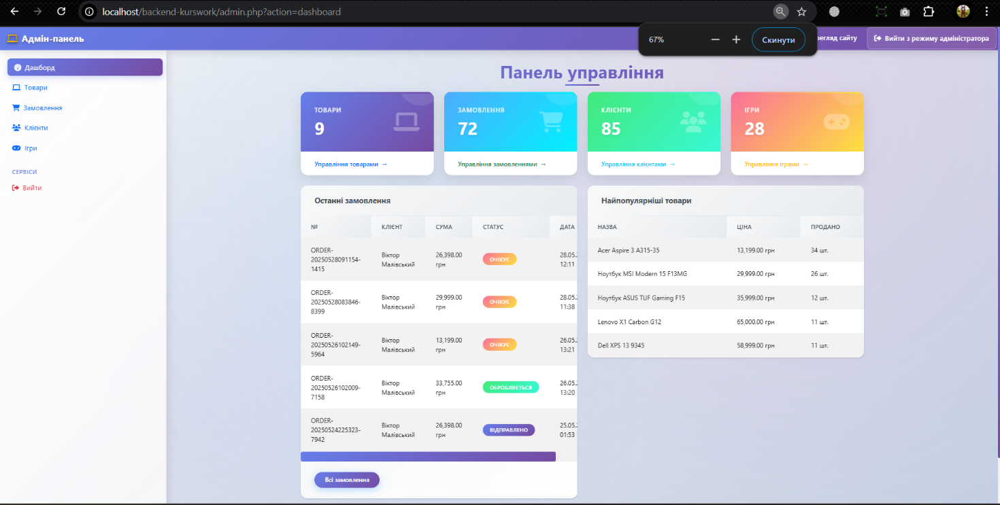 localhost/backend-kurswork/admin.php?action=dashboard
67%
Скинути
Адмін-панель
Вийти з режиму адміністратора
Дашборд
Товари
Замовлення
Клієнти
Ігри
СЕРВІСИ
Вийти
Панель управління
ТОВАРИ
9
Управління товарами →
ЗАМОВЛЕННЯ
72
Управління замовленнями →
КЛІЄНТИ
85
Управління клієнтами →
ІГРИ
28
Управління іграми →
Останні замовлення
№ КЛІЄНТ СУМА СТАТУС ДАТА
ORDER-
20250528091154-
1415
Віктор
Малівський
26,398.00
грн
ОЧІКУЄ
28.05.2
12:11
ORDER-
20250528083846-
8399
Віктор
Малівський
29,999.00
грн
ОЧІКУЄ
28.05.2
11:38
ORDER-
20250526102149-
5964
Віктор
Малівський
13,199.00
грн
ОЧІКУЄ
26.05.2
13:21
ORDER-
20250526102009-
7158
Віктор
Малівський
33,755.00
грн
ОБРОБЛЯЄТЬСЯ
26.05.2
13:20
ORDER-
20250524225323-
7942
Віктор
Малівський
26,398.00
грн
ВІДПРАВЛЕНО
25.05.2
01:53
Всі замовлення
Найпопулярніші товари
НАЗВА ЦІНА ПРОДАНО
Acer Aspire 3 A315-35 13,199.00 грн 34 шт.
Ноутбук MSI Modern 15 F13MG 29,999.00 грн 26 шт.
Ноутбук ASUS TUF Gaming F15 35,999.00 грн 12 шт.
Lenovo X1 Carbon G12 65,000.00 грн 11 шт.
Dell XPS 13 9345 58,999.00 грн 11 шт.